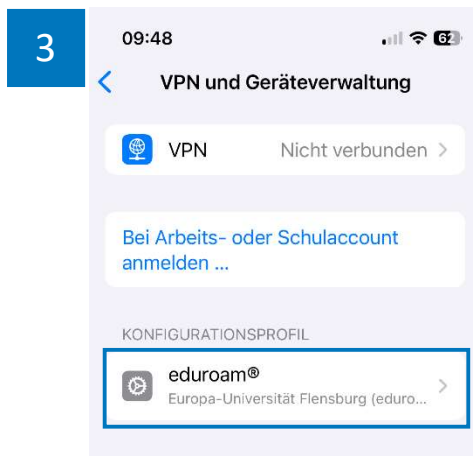 3
09:48
62
VPN und Geräteverwaltung
VPN Nicht verbunden
Bei Arbeits- oder Schulaccount
anmelden ...
KONFIGURATIONSPROFIL
eduroam®
Europa-Universität Flensburg (eduro...